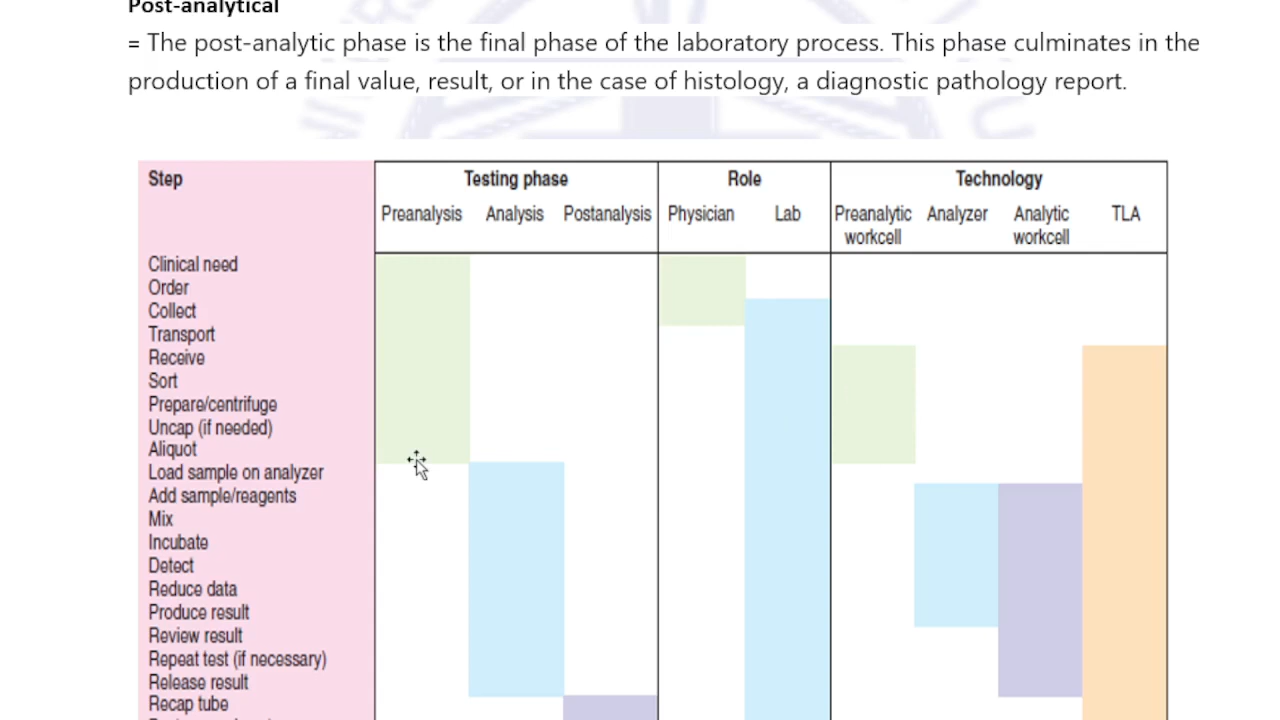 Post-analytical
= The post-analytic phase is the final phase of the laboratory process. This phase culminates in the
production of a final value, result, or in the case of histology, a diagnostic pathology report.
Step Testing phase Role Technology
Preanalysis Analysis Postanalysis Physician Lab Preanalytic workcell Analyzer Analytic workcell TLA
Clinical need
Order
Collect
Transport
Receive
Sort
Prepare/centrifuge
Uncap (if needed)
Aliquot
Load sample on analyzer
Add sample/reagents
Mix
Incubate
Detect
Reduce data
Produce result
Review result
Repeat test (if necessary)
Release result
Recap tube